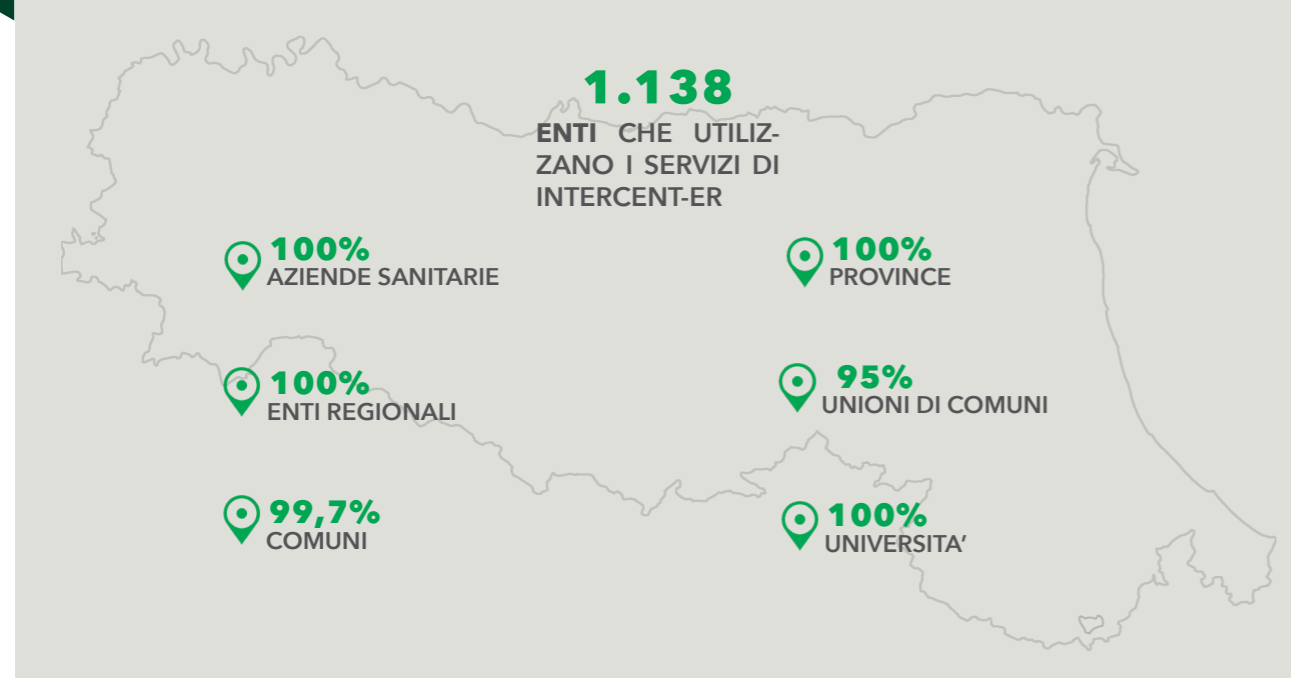 1.138
ENTI CHE UTILIZ-
ZANO I SERVIZI DI
INTERCENT-ER
100%
AZIENDE SANITARIE
100%
PROVINCE
100%
ENTI REGIONALI
95%
UNIONI DI COMUNI
99,7%
COMUNI
100%
UNIVERSITA’